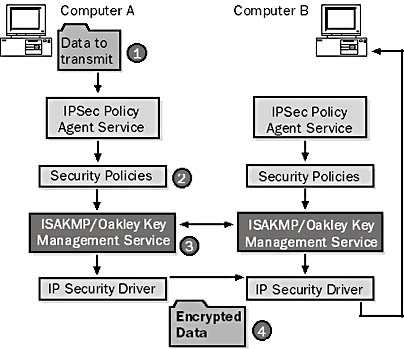 Computer A
Computer B
Data to
transmit
1
IPSec Policy
Agent Service
IPSec Policy
Agent Service
Security Policies
2
Security Policies
ISAKMP/Oakley Key
Management Service
3
ISAKMP/Oakley Key
Management Service
IP Security Driver
IP Security Driver
Encrypted
Data
4